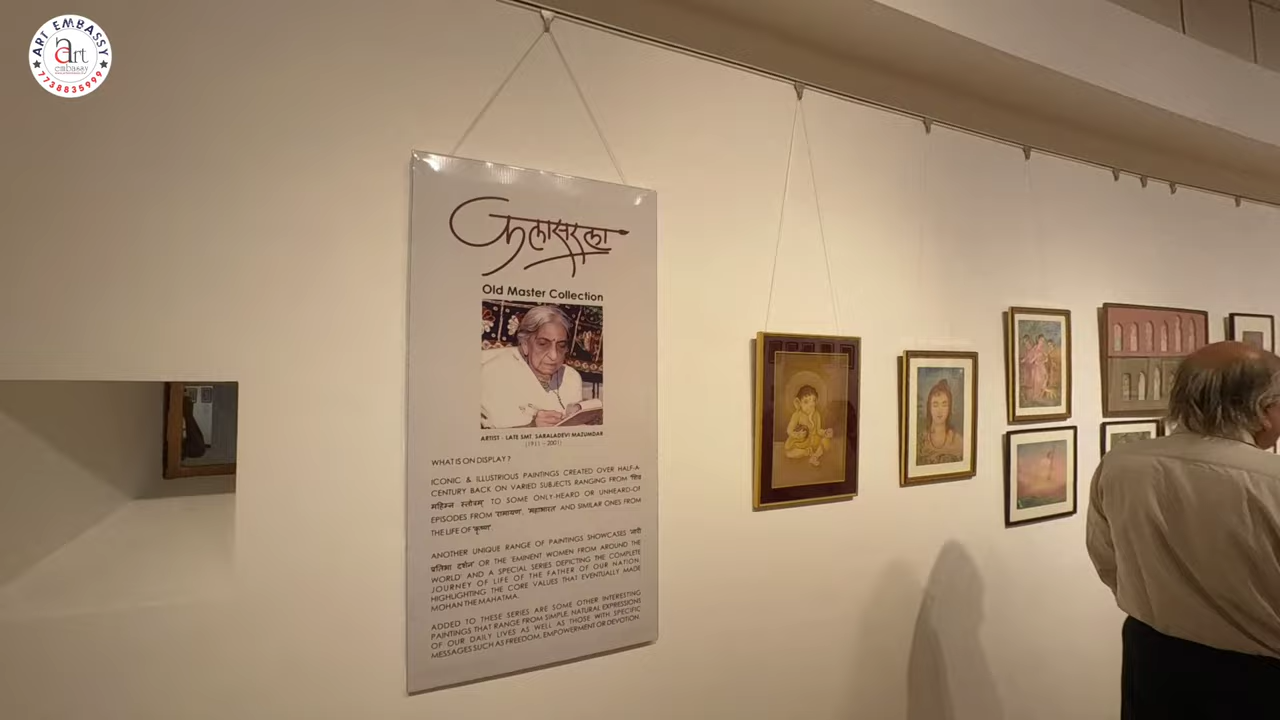 ART EMBASSY
art
embassy
7738835999
कलासरला
Old Master Collection
ARTIST - LATE SMT. SARALADEVI MAZUMDAR
(1911 - 2001)
WHAT IS ON DISPLAY ?
ICONIC & ILLUSTRIOUS PAINTINGS CREATED OVER HALF-A-
CENTURY BACK ON VARIED SUBJECTS RANGING FROM 'शिव
महिम्न स्तोत्रम्' TO SOME ONLY-HEARD OR UNHEARD-OF
EPISODES FROM 'रामायण', 'महाभारत' AND SIMILAR ONES FROM
THE LIFE OF 'कृष्ण'.
ANOTHER UNIQUE RANGE OF PAINTINGS SHOWCASES 'नारी
प्रतिभा दर्शन' OR THE 'EMINENT WOMEN FROM AROUND THE
WORLD' AND A SPECIAL SERIES DEPICTING THE COMPLETE
JOURNEY OF LIFE OF THE FATHER OF OUR NATION,
HIGHLIGHTING THE CORE VALUES THAT EVENTUALLY MADE
MOHAN THE MAHATMA.
ADDED TO THESE SERIES ARE SOME OTHER INTERESTING
PAINTINGS THAT RANGE FROM SIMPLE, NATURAL EXPRESSIONS
OF OUR DAILY LIVES AS WELL AS THOSE WITH SPECIFIC
MESSAGES SUCH AS FREEDOM, EMPOWERMENT OR DEVOTION.